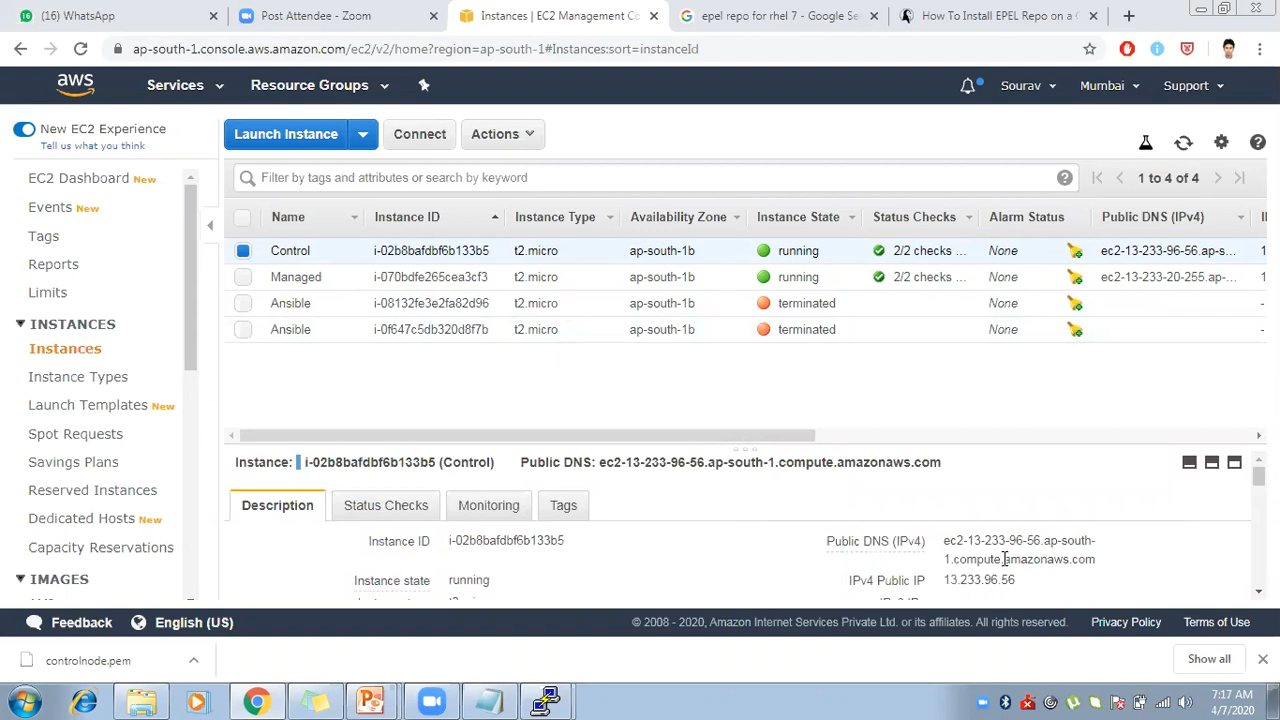 (16) WhatsApp
Post Attendee - Zoom
Instances | EC2 Management Co
epel repo for rhel 7 - Google Se
How To Install EPEL Repo on a C
ap-south-1.console.aws.amazon.com/ec2/v2/home?region=ap-south-1#Instances:sort=instanceId
aws
Services
Resource Groups
Sourav
Mumbai
Support
New EC2 Experience
Tell us what you think
Launch Instance
Connect
Actions
EC2 Dashboard New
Events New
Tags
Reports
Limits
INSTANCES
Instances
Instance Types
Launch Templates New
Spot Requests
Savings Plans
Reserved Instances
Dedicated Hosts New
Capacity Reservations
IMAGES
Filter by tags and attributes or search by keyword
1 to 4 of 4
Name Instance ID Instance Type Availability Zone Instance State Status Checks Alarm Status Public DNS (IPv4)
Control i-02b8bafdbf6b133b5 t2.micro ap-south-1b running 2/2 checks ... None ec2-13-233-96-56.ap-s...
Managed i-070bdfe265cea3cf3 t2.micro ap-south-1b running 2/2 checks ... None ec2-13-233-20-255.ap-...
Ansible i-08132fe3e2fa82d96 t2.micro ap-south-1b terminated None -
Ansible i-0f647c5db320d8f7b t2.micro ap-south-1b terminated None -
Instance: i-02b8bafdbf6b133b5 (Control) Public DNS: ec2-13-233-96-56.ap-south-1.compute.amazonaws.com
Description
Status Checks
Monitoring
Tags
Instance ID i-02b8bafdbf6b133b5
Public DNS (IPv4) ec2-13-233-96-56.ap-south-
1.compute.amazonaws.com
Instance state running
IPv4 Public IP 13.233.96.56
Feedback
English (US)
© 2008 - 2020, Amazon Internet Services Private Ltd. or its affiliates. All rights reserved.
Privacy Policy
Terms of Use
controlnode.pem
Show all
7:17 AM
4/7/2020